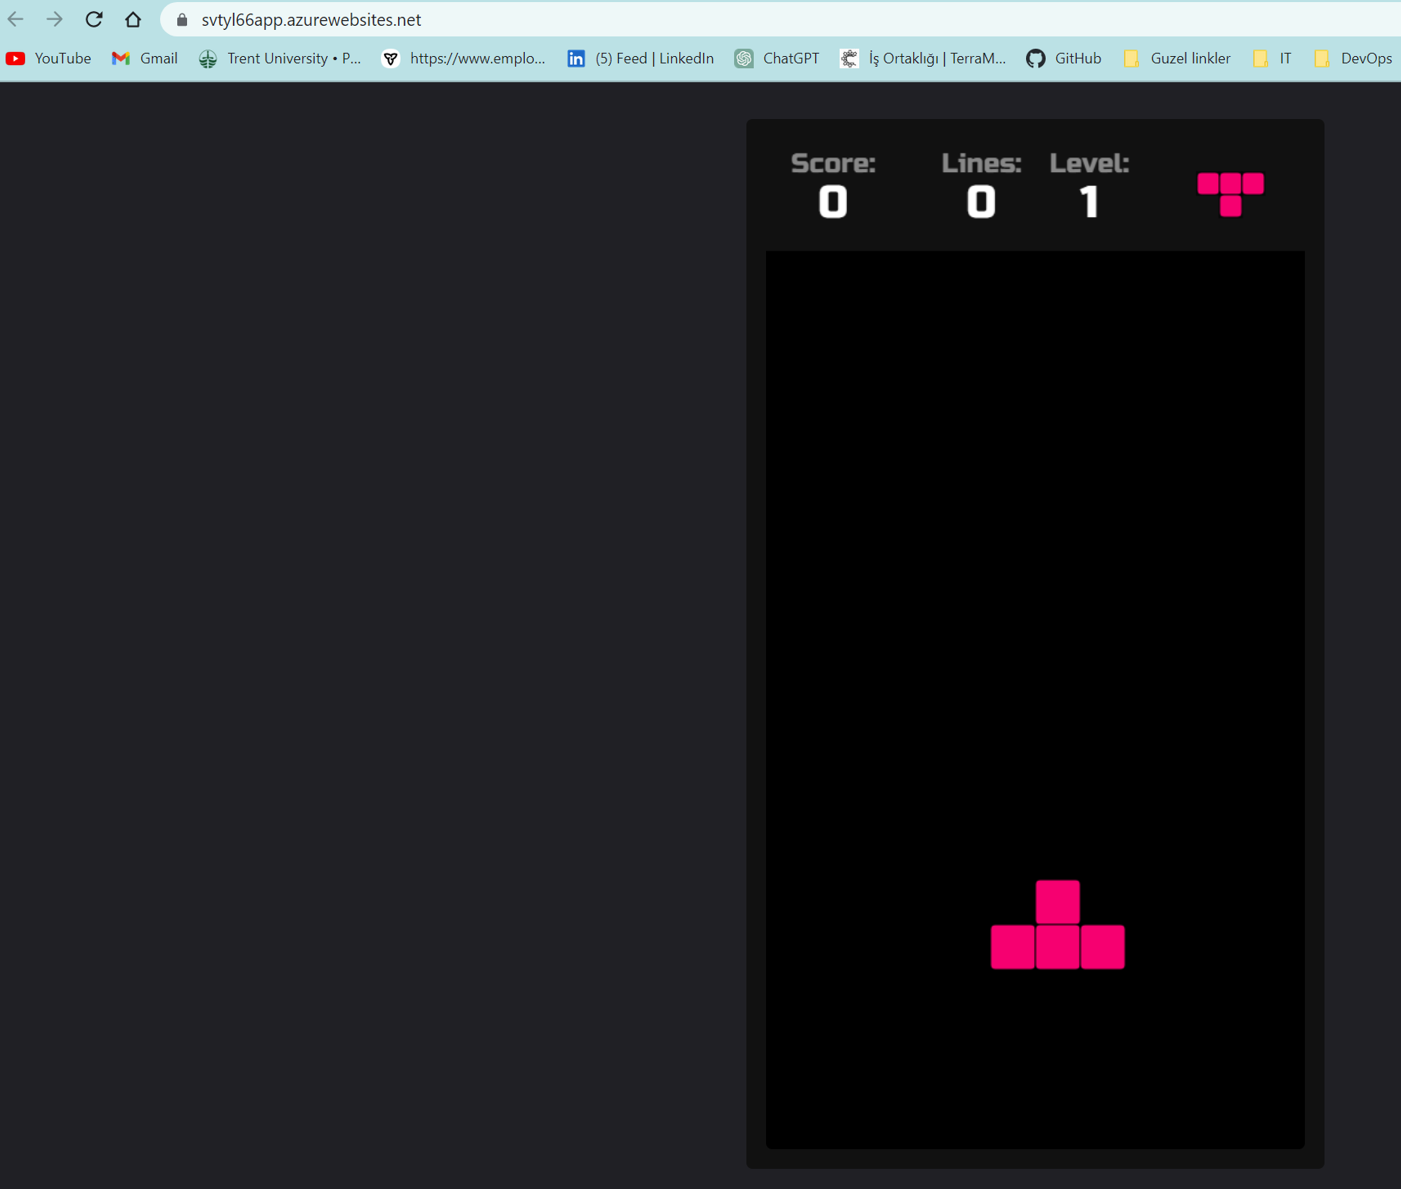 svtyl66app.azurewebsites.net
YouTube Gmail Trent University • P... https://www.emplo... (5) Feed | LinkedIn ChatGPT İş Ortaklığı | TerraM... GitHub Guzel linkler IT DevOps
Score: Lines: Level:
0 0 1